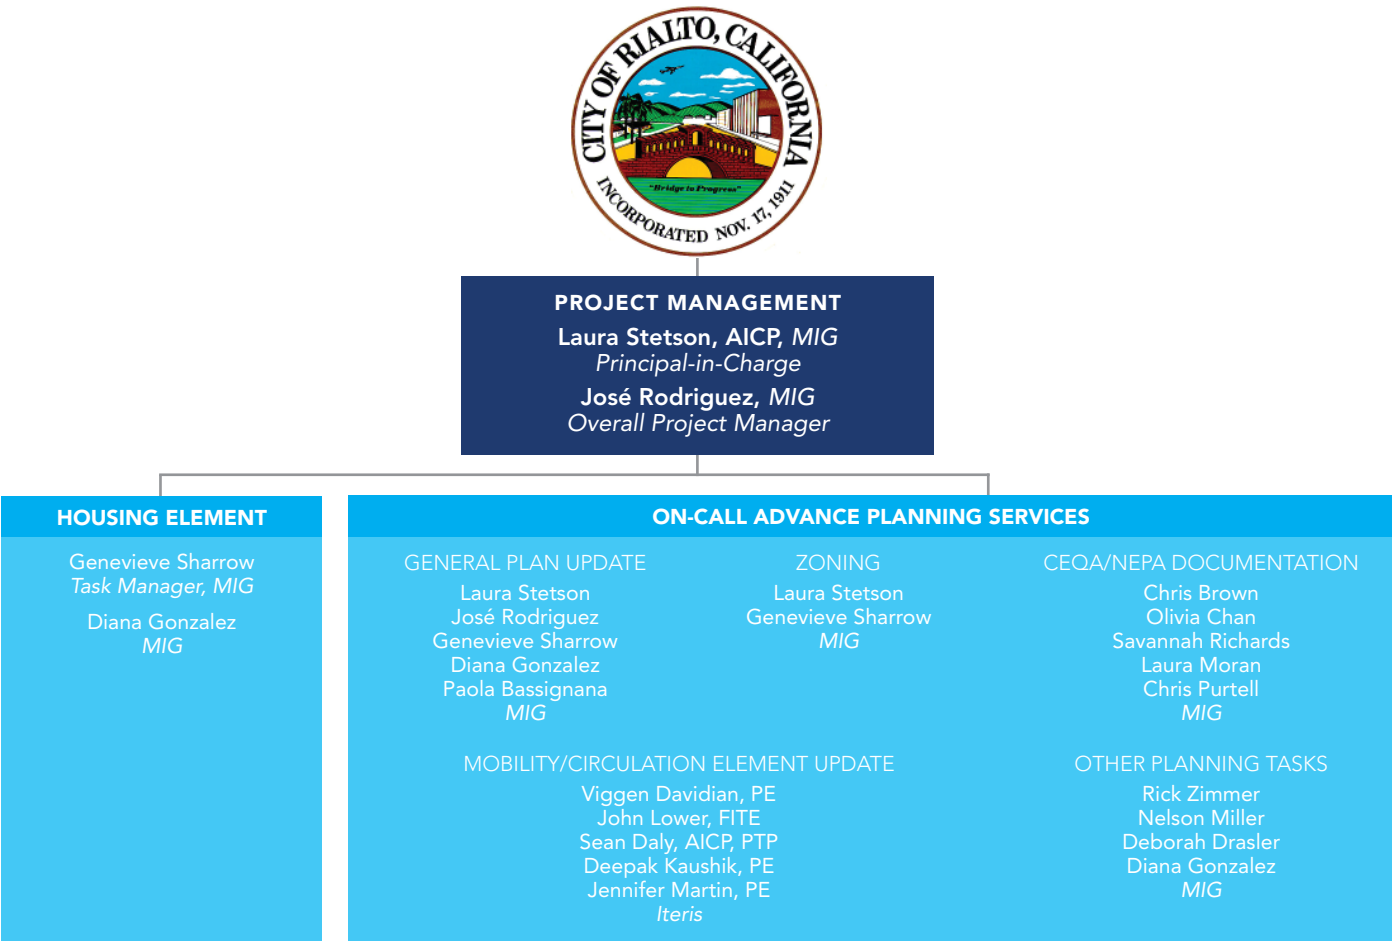 CITY OF RIALTO, CALIFORNIA
"Bridge to Progress"
INCORPORATED NOV. 17, 1911
PROJECT MANAGEMENT
Laura Stetson, AICP, MIG
Principal-in-Charge
José Rodriguez, MIG
Overall Project Manager
HOUSING ELEMENT
Genevieve Sharrow
Task Manager, MIG
Diana Gonzalez
MIG
ON-CALL ADVANCE PLANNING SERVICES
GENERAL PLAN UPDATE
Laura Stetson
José Rodriguez
Genevieve Sharrow
Diana Gonzalez
Paola Bassignana
MIG
ZONING
Laura Stetson
Genevieve Sharrow
MIG
CEQA/NEPA DOCUMENTATION
Chris Brown
Olivia Chan
Savannah Richards
Laura Moran
Chris Purtell
MIG
MOBILITY/CIRCULATION ELEMENT UPDATE
Viggen Davidian, PE
John Lower, FITE
Sean Daly, AICP, PTP
Deepak Kaushik, PE
Jennifer Martin, PE
Iteris
OTHER PLANNING TASKS
Rick Zimmer
Nelson Miller
Deborah Drasler
Diana Gonzalez
MIG